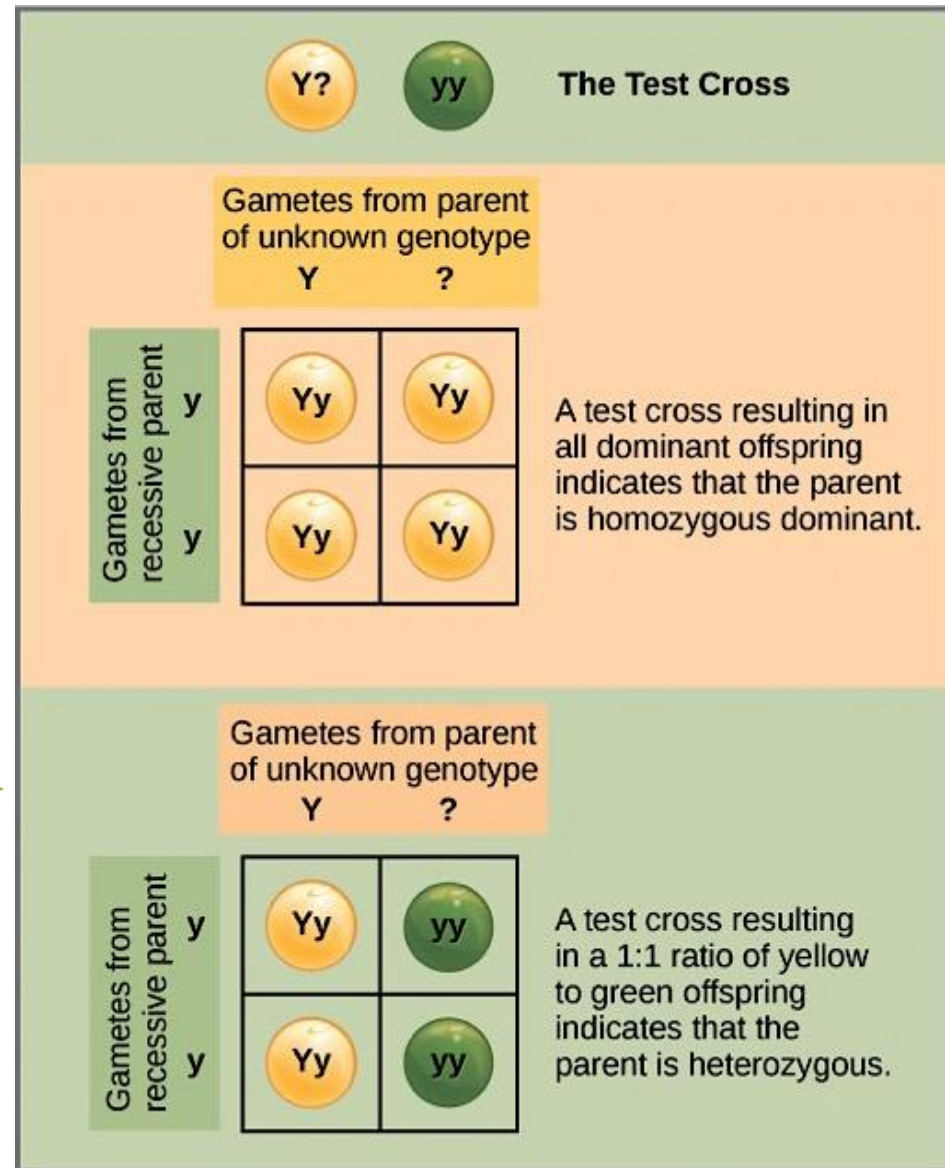 Y? yy The Test Cross
Gametes from parent
of unknown genotype
Y ?
Gametes from
recessive parent
y
y
Yy Yy
Yy Yy
A test cross resulting in
all dominant offspring
indicates that the parent
is homozygous dominant.
Gametes from parent
of unknown genotype
Y ?
Gametes from
recessive parent
y
y
Yy yy
Yy yy
A test cross resulting
in a 1:1 ratio of yellow
to green offspring
indicates that the
parent is heterozygous.